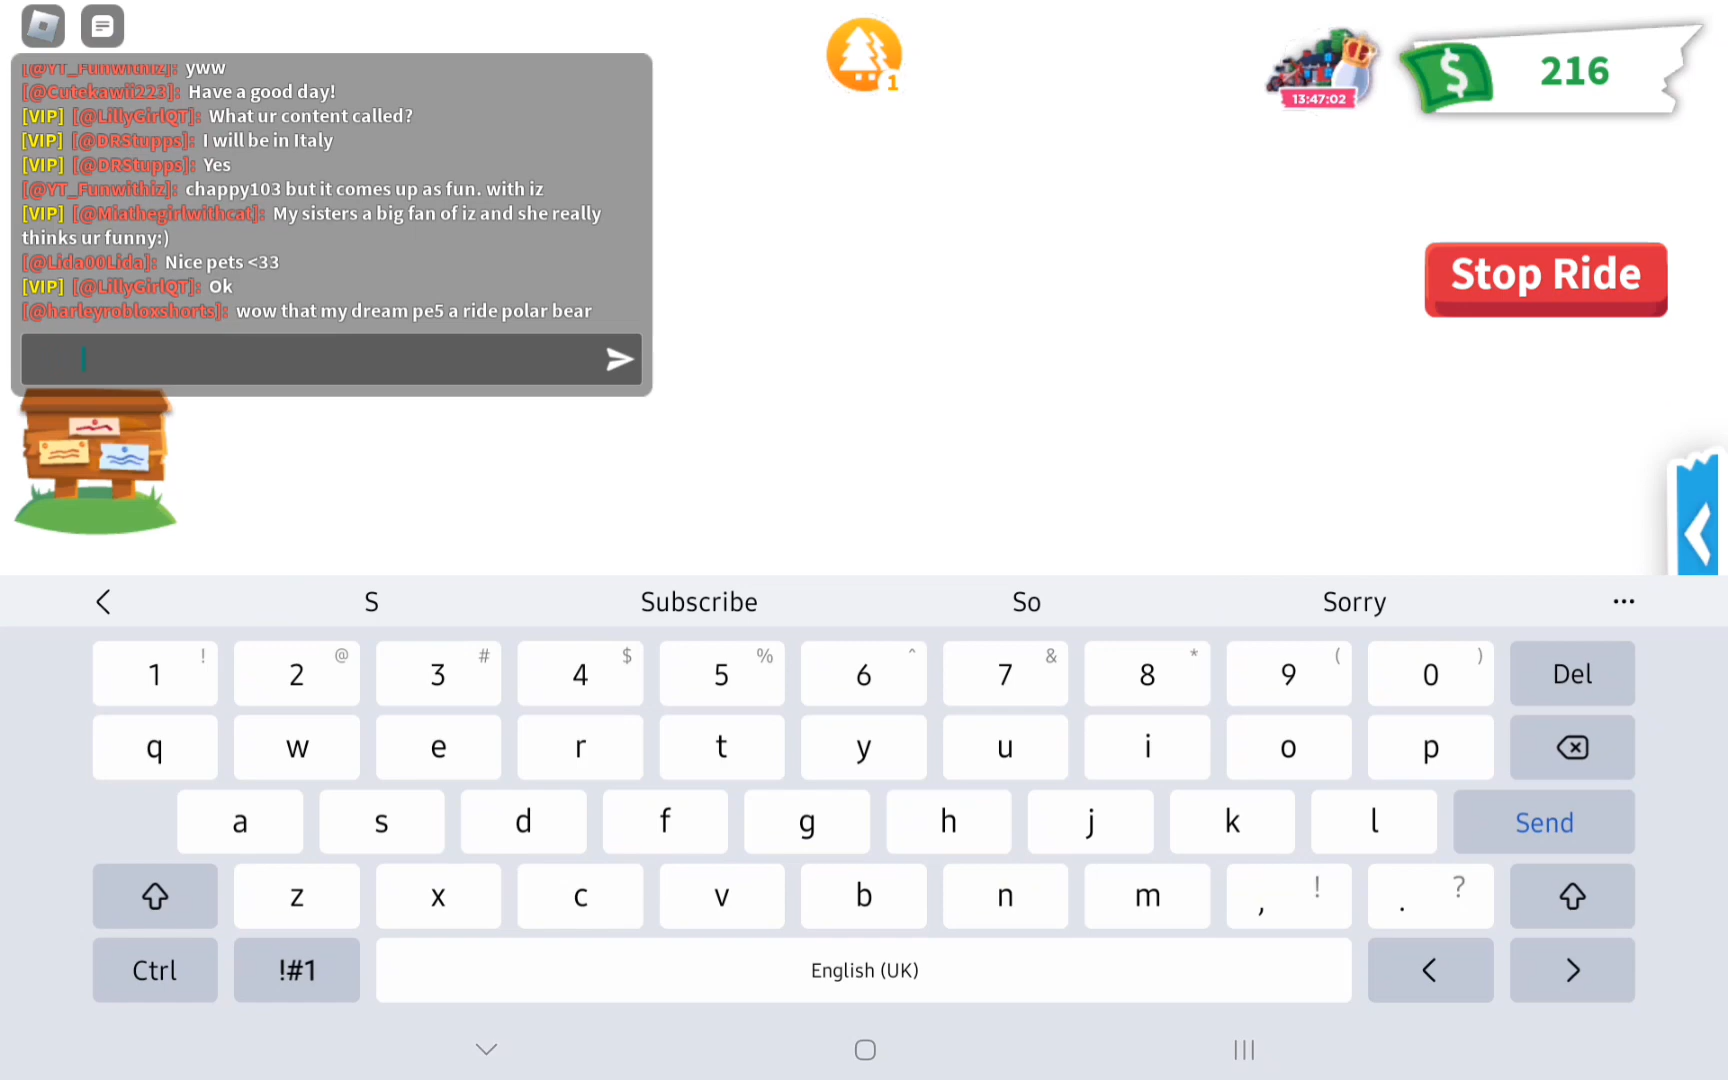 [@YT_Funwithiz]: yww
[@Cutekawii223]: Have a good day!
[VIP] [@LillyGirlQT]: What ur content called?
[VIP] [@DRStupps]: I will be in Italy
[VIP] [@DRStupps]: Yes
[@YT_Funwithiz]: chappy103 but it comes up as fun. with iz
[VIP] [@Miathegirlwithcat]: My sisters a big fan of iz and she really
thinks ur funny:)
[@Lida00Lida]: Nice pets <33
[VIP] [@LillyGirlQT]: Ok
[@harleyrobloxshorts]: wow that my dream pe5 a ride polar bear
1
13:47:02
$ 216
Stop Ride
S Subscribe So Sorry ...
1 ! 2 @ 3 # 4 $ 5 % 6 ^ 7 & 8 * 9 ( 0 ) Del
q w e r t y u i o p
a s d f g h j k l Send
z x c v b n m , ! . ?
Ctrl !#1 English (UK) < >